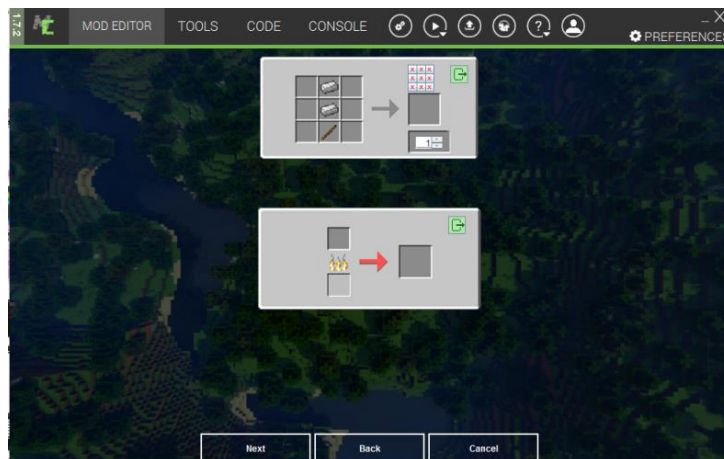 1.7.2 MOD EDITOR TOOLS CODE CONSOLE ? PREFERENCES
1
Next Back Cancel